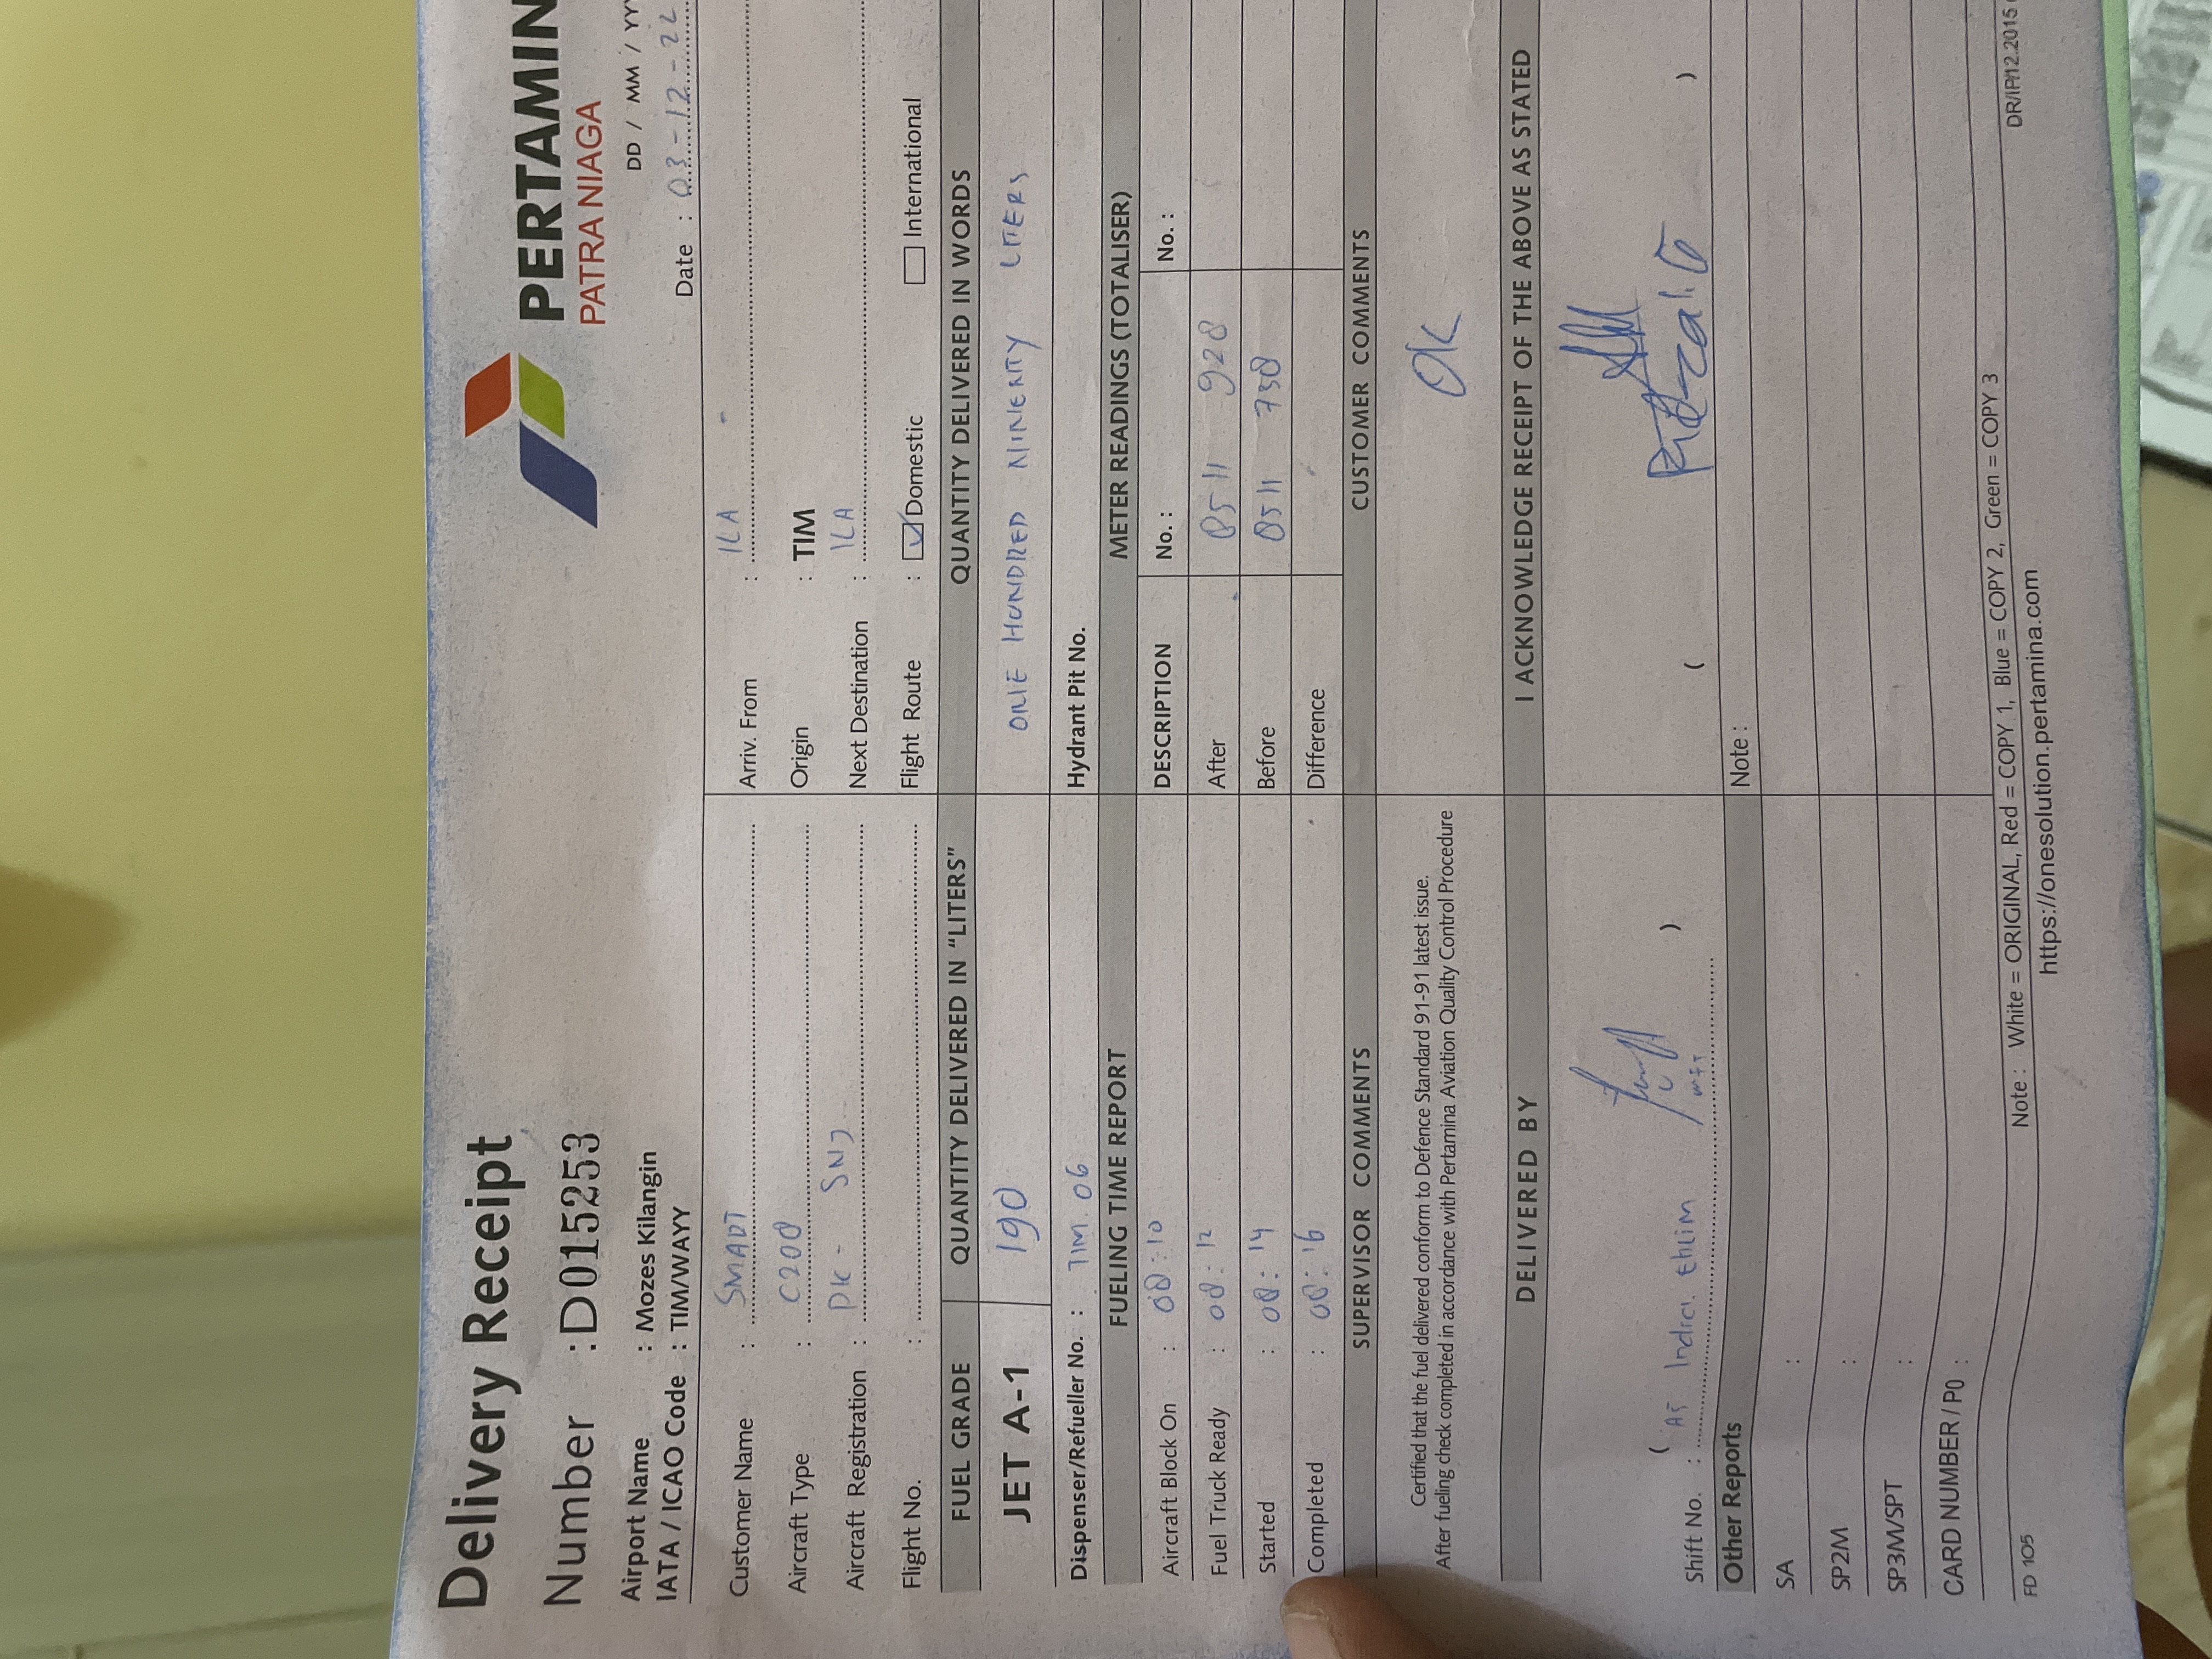 Delivery Receipt
PERTAMIN
PATRA NIAGA
Number : D015253
DD / MM / YY
Airport Name : Mozes Kilangin
IATA / ICAO Code : TIM/WAYY
Date : 03-12-22
Customer Name : SMADT
Arriv. From : ILA
Aircraft Type : C208
Origin : TIM
Aircraft Registration : PK - SNJ
Next Destination : ILA
Flight No. :
Flight Route : Domestic International
FUEL GRADE QUANTITY DELIVERED IN "LITERS" QUANTITY DELIVERED IN WORDS
JET A-1 190 ONE HUNDRED NINENTY LITERS
Dispenser/Refueller No. : TIM.06 Hydrant Pit No.
FUELING TIME REPORT METER READINGS (TOTALISER)
Aircraft Block On : 08:10 DESCRIPTION No. : No. :
Fuel Truck Ready : 08:12 After 8511 928
Started : 08:14 Before 8511 738
Completed : 08:16 Difference
SUPERVISOR COMMENTS CUSTOMER COMMENTS
Certified that the fuel delivered conform to Defence Standard 91-91 latest issue.
After fueling check completed in accordance with Pertamina Aviation Quality Control Procedure
OK
DELIVERED BY I ACKNOWLEDGE RECEIPT OF THE ABOVE AS STATED
( )
( )
Shift No. :
Other Reports Note :
SA :
SP2M :
SP3M/SPT :
CARD NUMBER / PO :
Note : White = ORIGINAL, Red = COPY 1, Blue = COPY 2, Green = COPY 3
FD 105 https://onesolution.pertamina.com DR/IP/12.2015